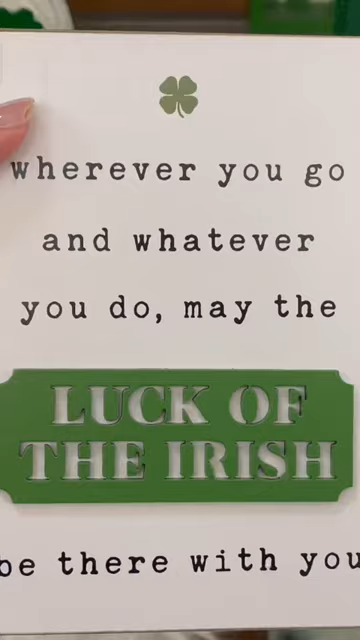 wherever you go
and whatever
you do, may the
LUCK OF
THE IRISH
be there with you